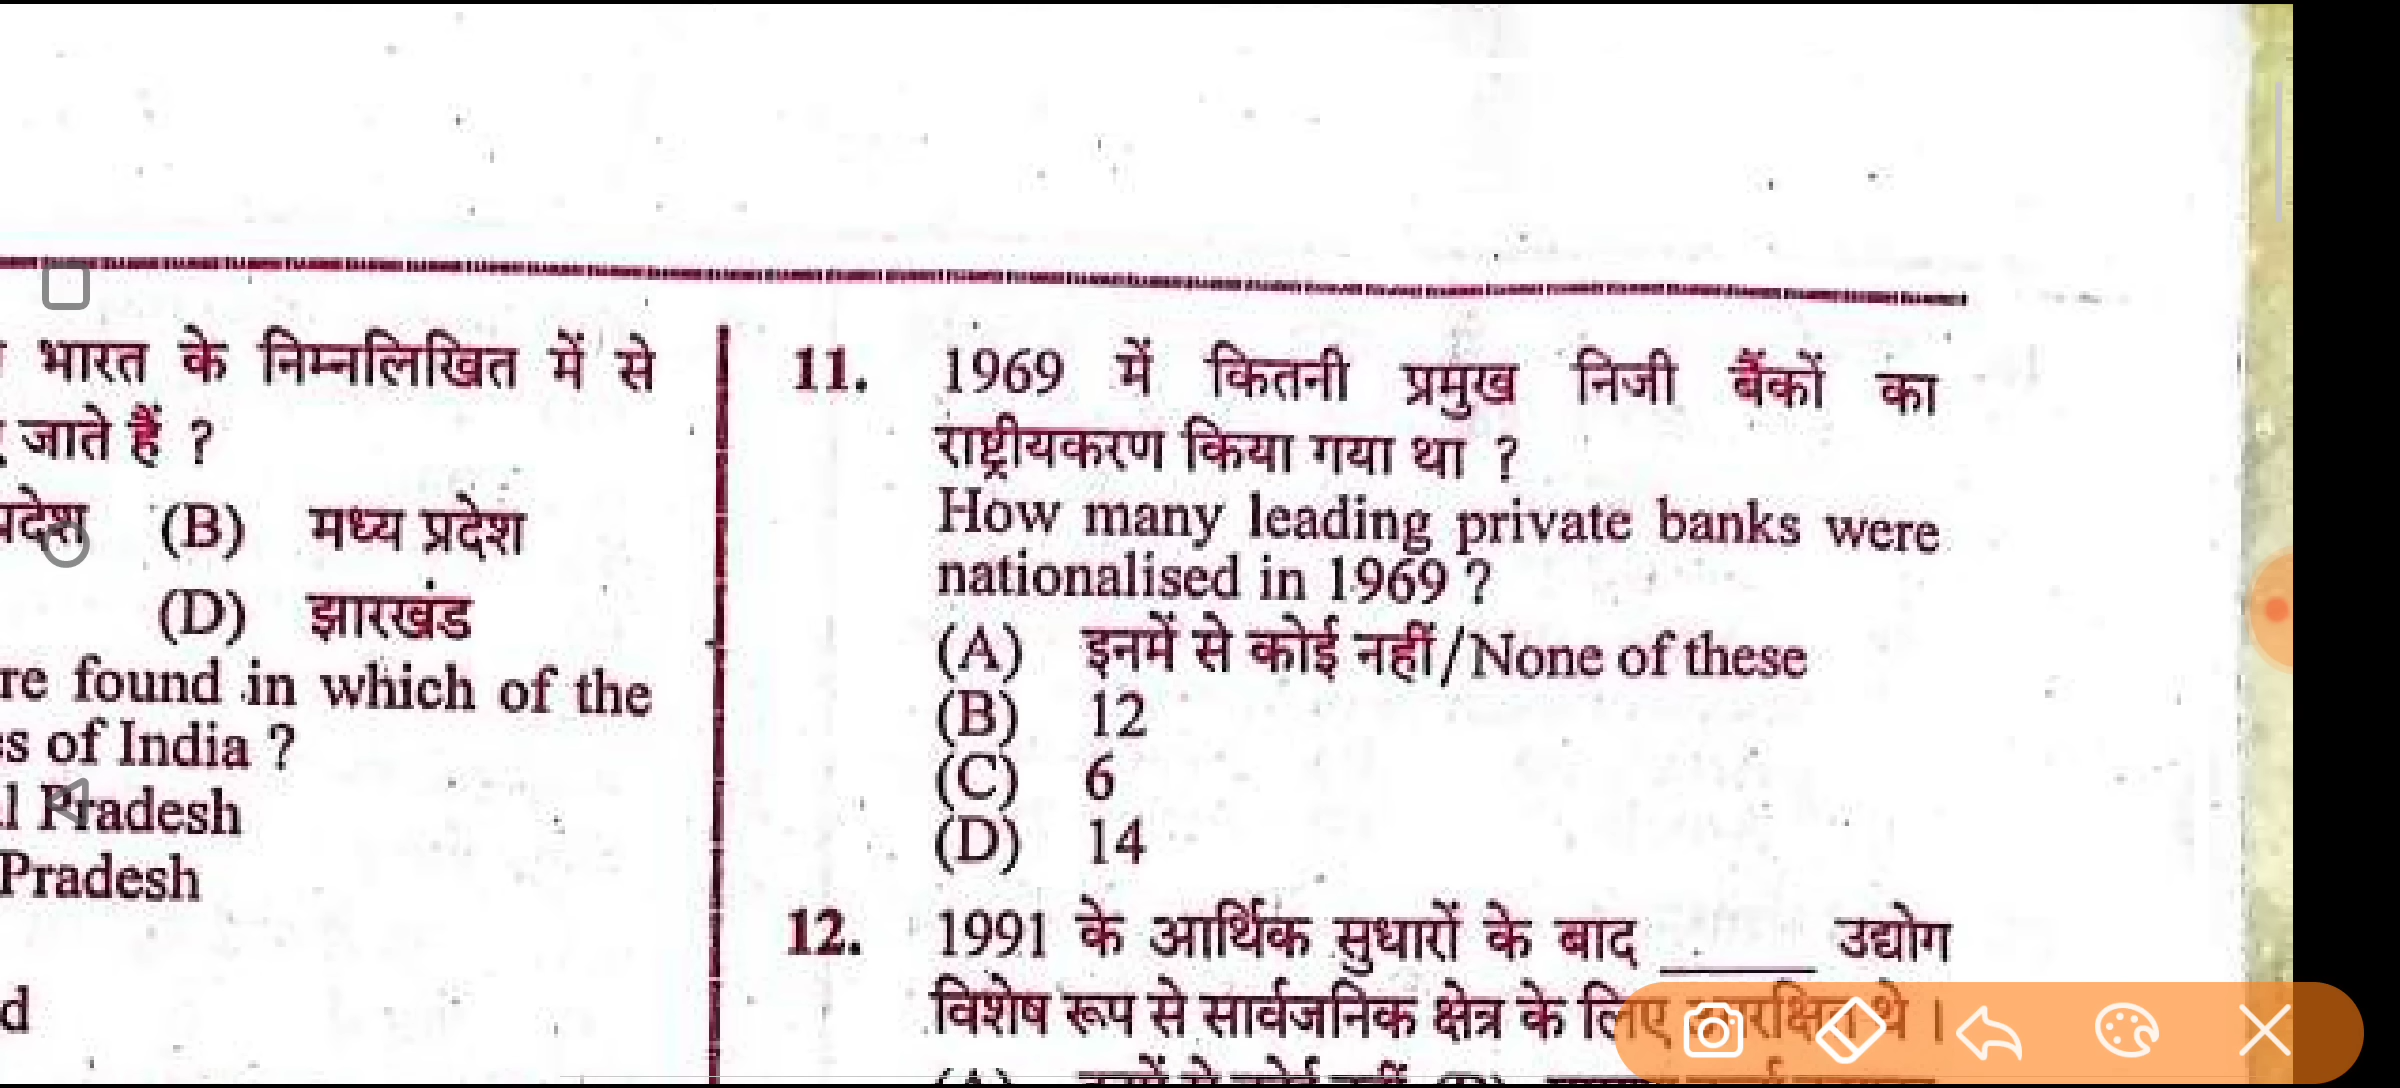 भारत के निम्नलिखित में से
जाते हैं ?
(B) मध्य प्रदेश
(D) झारखंड
re found in which of the
of India ?
Pradesh
Pradesh
d
11. 1969 में कितनी प्रमुख निजी बैंकों का
राष्ट्रीयकरण किया गया था ?
How many leading private banks were
nationalised in 1969 ?
(A) इनमें से कोई नहीं/None of these
(B) 12
(C) 6
(D) 14
12. 1991 के आर्थिक सुधारों के बाद _____ उद्योग
विशेष रूप से सार्वजनिक क्षेत्र के लिए थे ।